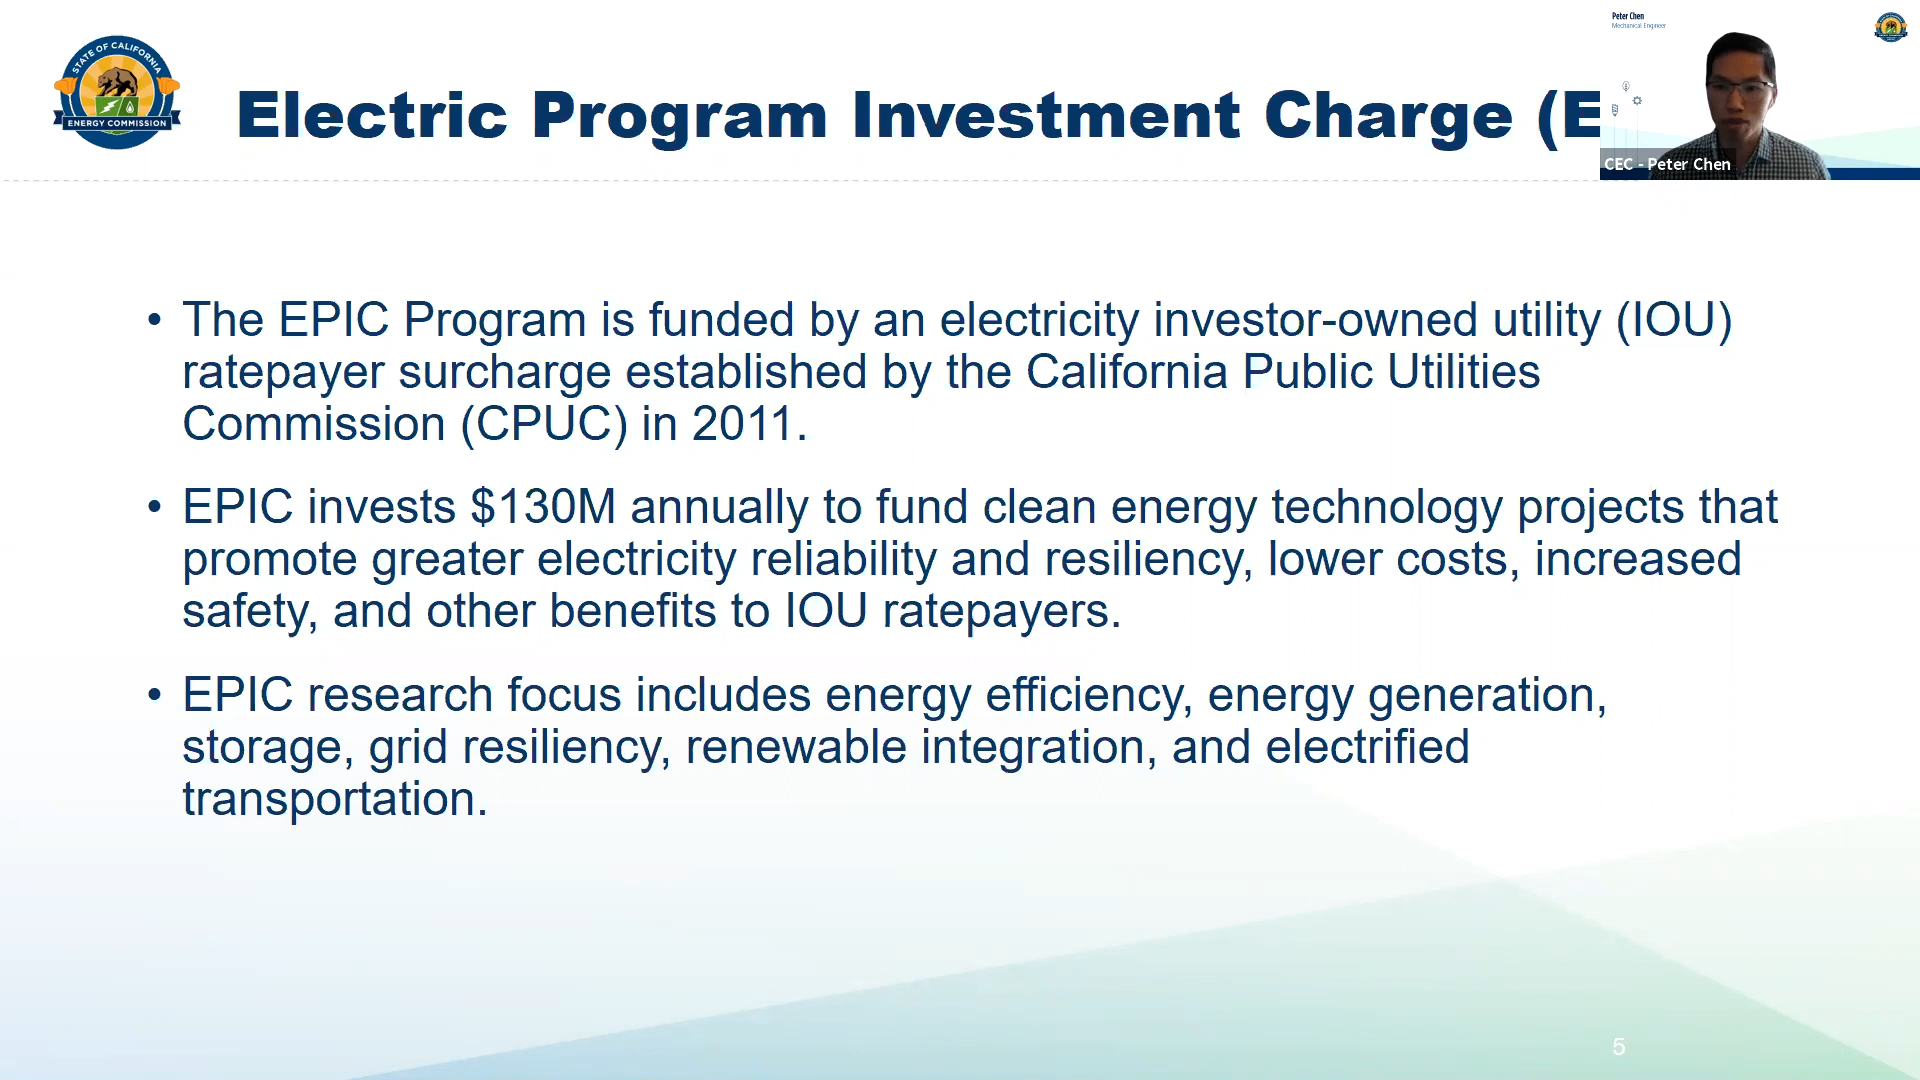 STATE OF CALIFORNIA
ENERGY COMMISSION
Electric Program Investment Charge (E
Peter Chen
Mechanical Engineer
CEC - Peter Chen
• The EPIC Program is funded by an electricity investor-owned utility (IOU)
ratepayer surcharge established by the California Public Utilities
Commission (CPUC) in 2011.
• EPIC invests $130M annually to fund clean energy technology projects that
promote greater electricity reliability and resiliency, lower costs, increased
safety, and other benefits to IOU ratepayers.
• EPIC research focus includes energy efficiency, energy generation,
storage, grid resiliency, renewable integration, and electrified
transportation.
5